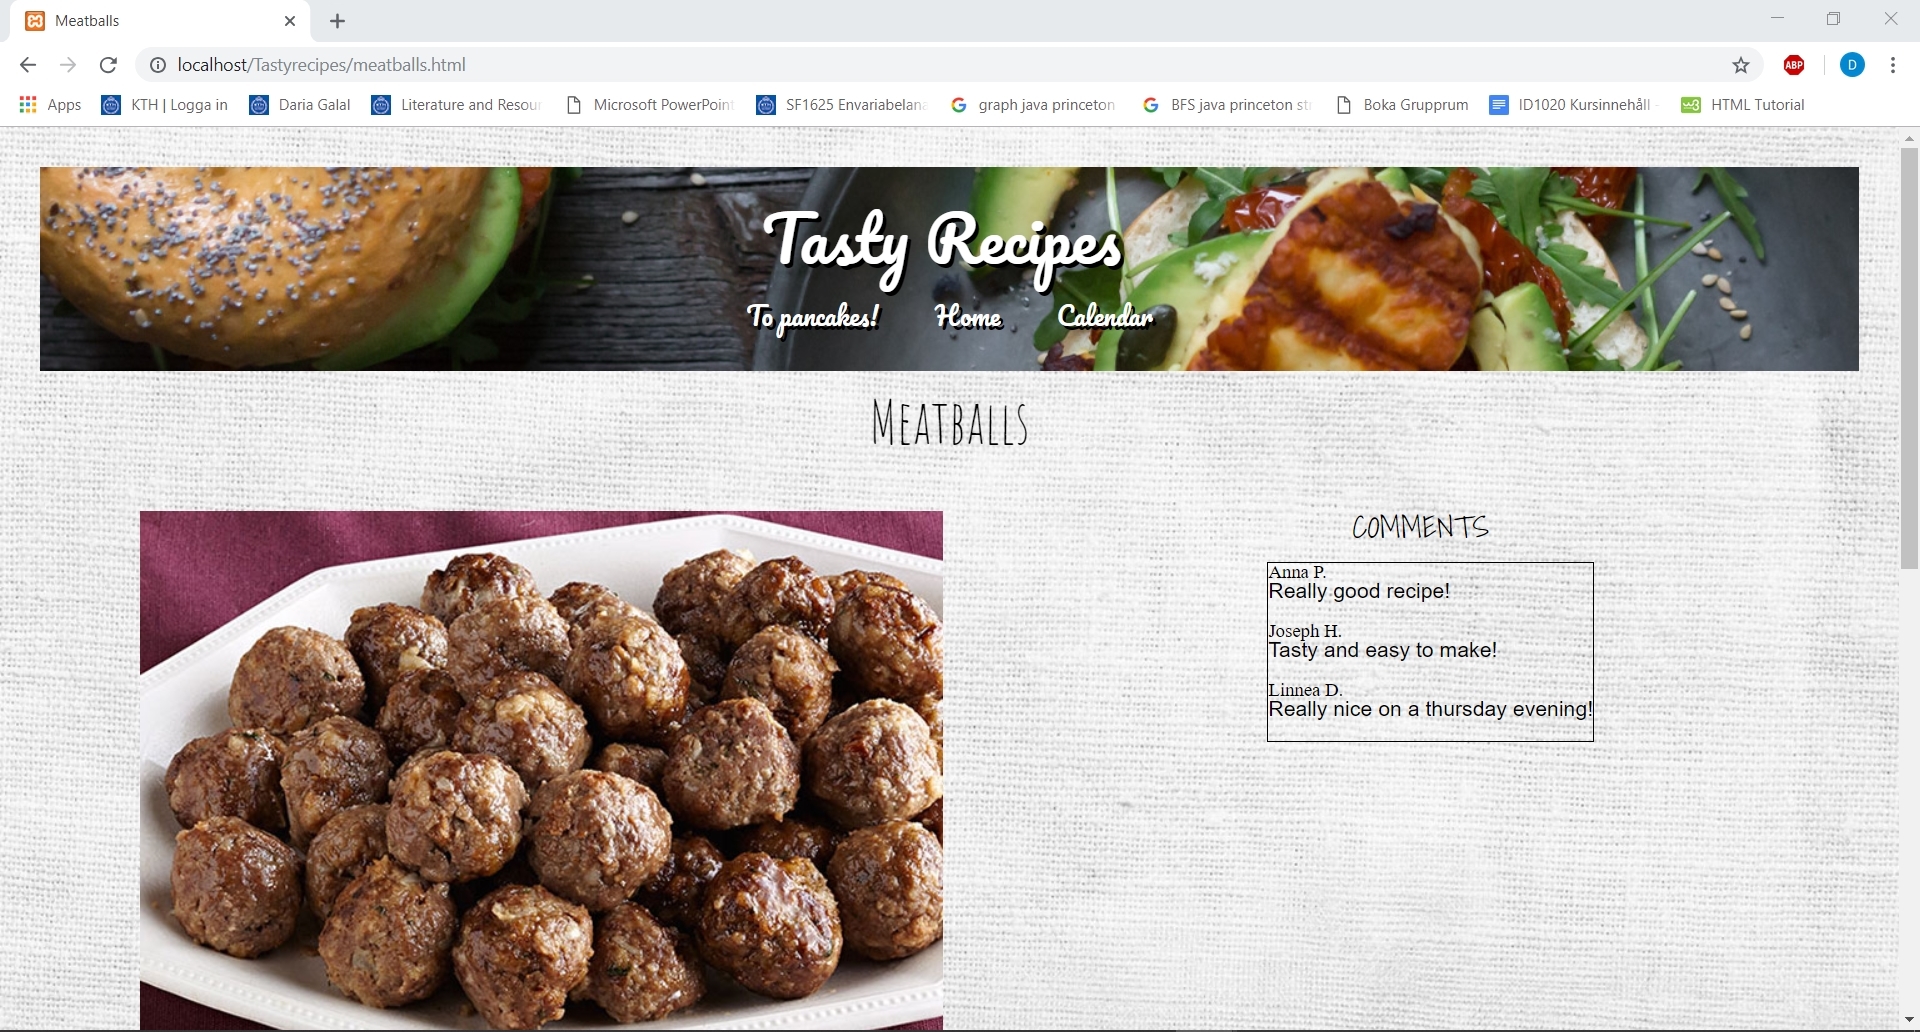 Meatballs
localhost/Tastyrecipes/meatballs.html
ABP
D
Apps
KTH | Logga in
Daria Galal
Literature and Resour
Microsoft PowerPoint
SF1625 Envariabelana
graph java princeton
BFS java princeton st
Boka Grupprum
ID1020 Kursinnehåll -
HTML Tutorial
Tasty Recipes
To pancakes! Home Calendar
MEATBALLS
COMMENTS
Anna P.
Really good recipe!
Joseph H.
Tasty and easy to make!
Linnea D.
Really nice on a thursday evening!